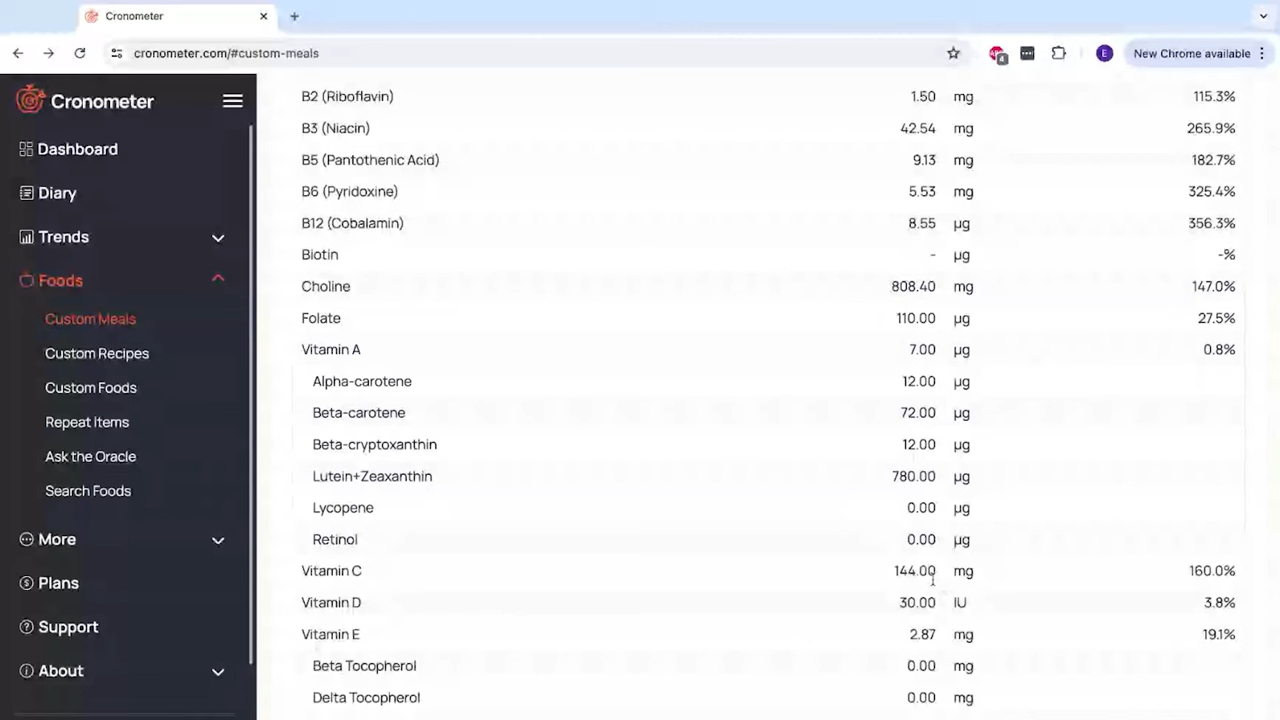 Cronometer
cronometer.com/#custom-meals
4
E
New Chrome available
Cronometer
Dashboard
Diary
Trends
Foods
Custom Meals
Custom Recipes
Custom Foods
Repeat Items
Ask the Oracle
Search Foods
More
Plans
Support
About
B2 (Riboflavin) 1.50 mg 115.3%
B3 (Niacin) 42.54 mg 265.9%
B5 (Pantothenic Acid) 9.13 mg 182.7%
B6 (Pyridoxine) 5.53 mg 325.4%
B12 (Cobalamin) 8.55 µg 356.3%
Biotin - µg -%
Choline 808.40 mg 147.0%
Folate 110.00 µg 27.5%
Vitamin A 7.00 µg 0.8%
Alpha-carotene 12.00 µg
Beta-carotene 72.00 µg
Beta-cryptoxanthin 12.00 µg
Lutein+Zeaxanthin 780.00 µg
Lycopene 0.00 µg
Retinol 0.00 µg
Vitamin C 144.00 mg 160.0%
Vitamin D 30.00 IU 3.8%
Vitamin E 2.87 mg 19.1%
Beta Tocopherol 0.00 mg
Delta Tocopherol 0.00 mg